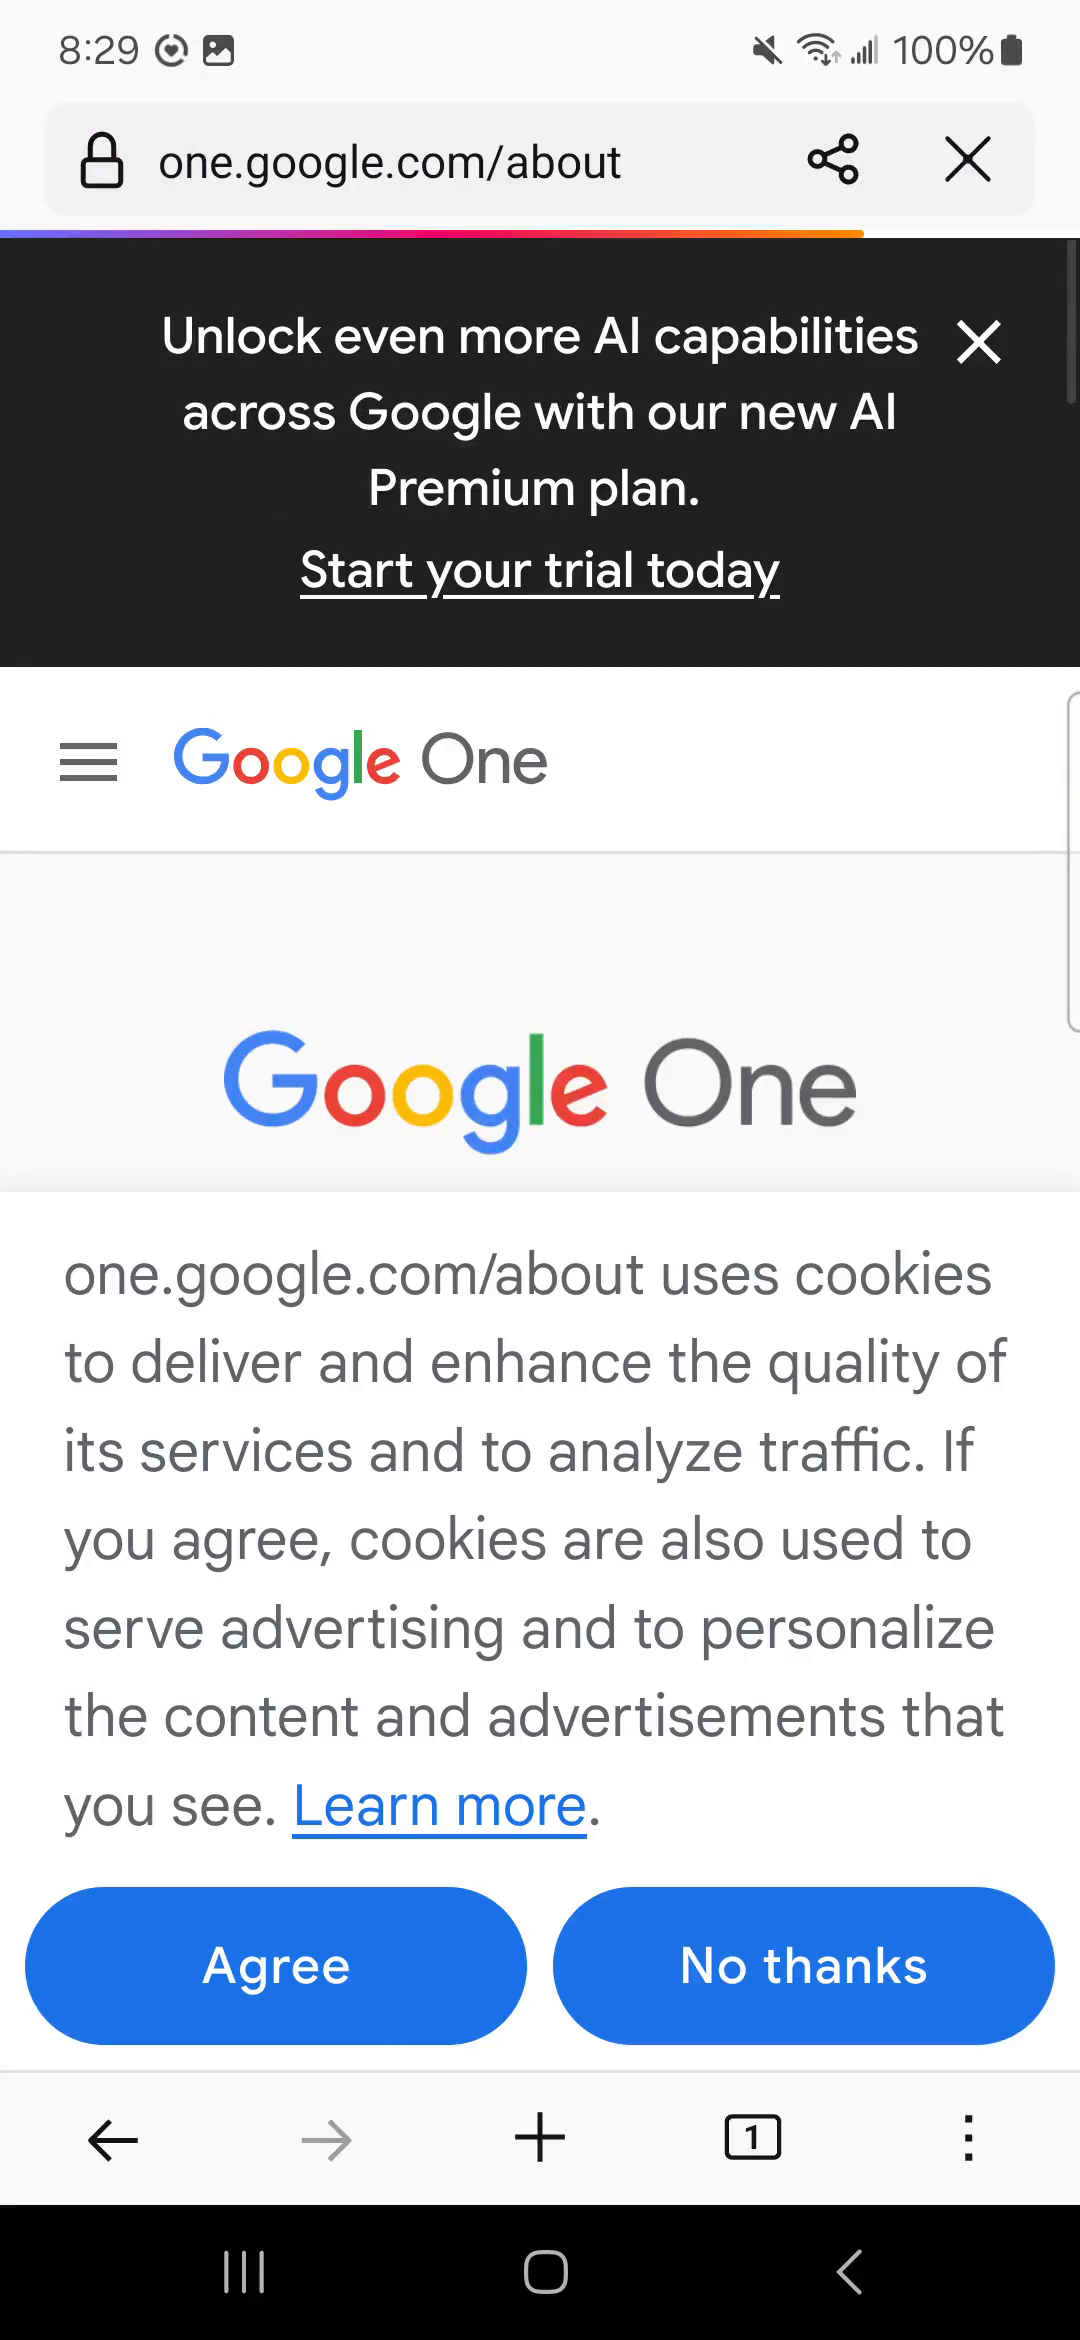 8:29 100%
one.google.com/about
Unlock even more AI capabilities
across Google with our new AI
Premium plan.
Start your trial today
Google One
Google One
one.google.com/about uses cookies
to deliver and enhance the quality of
its services and to analyze traffic. If
you agree, cookies are also used to
serve advertising and to personalize
the content and advertisements that
you see. Learn more.
Agree No thanks
1